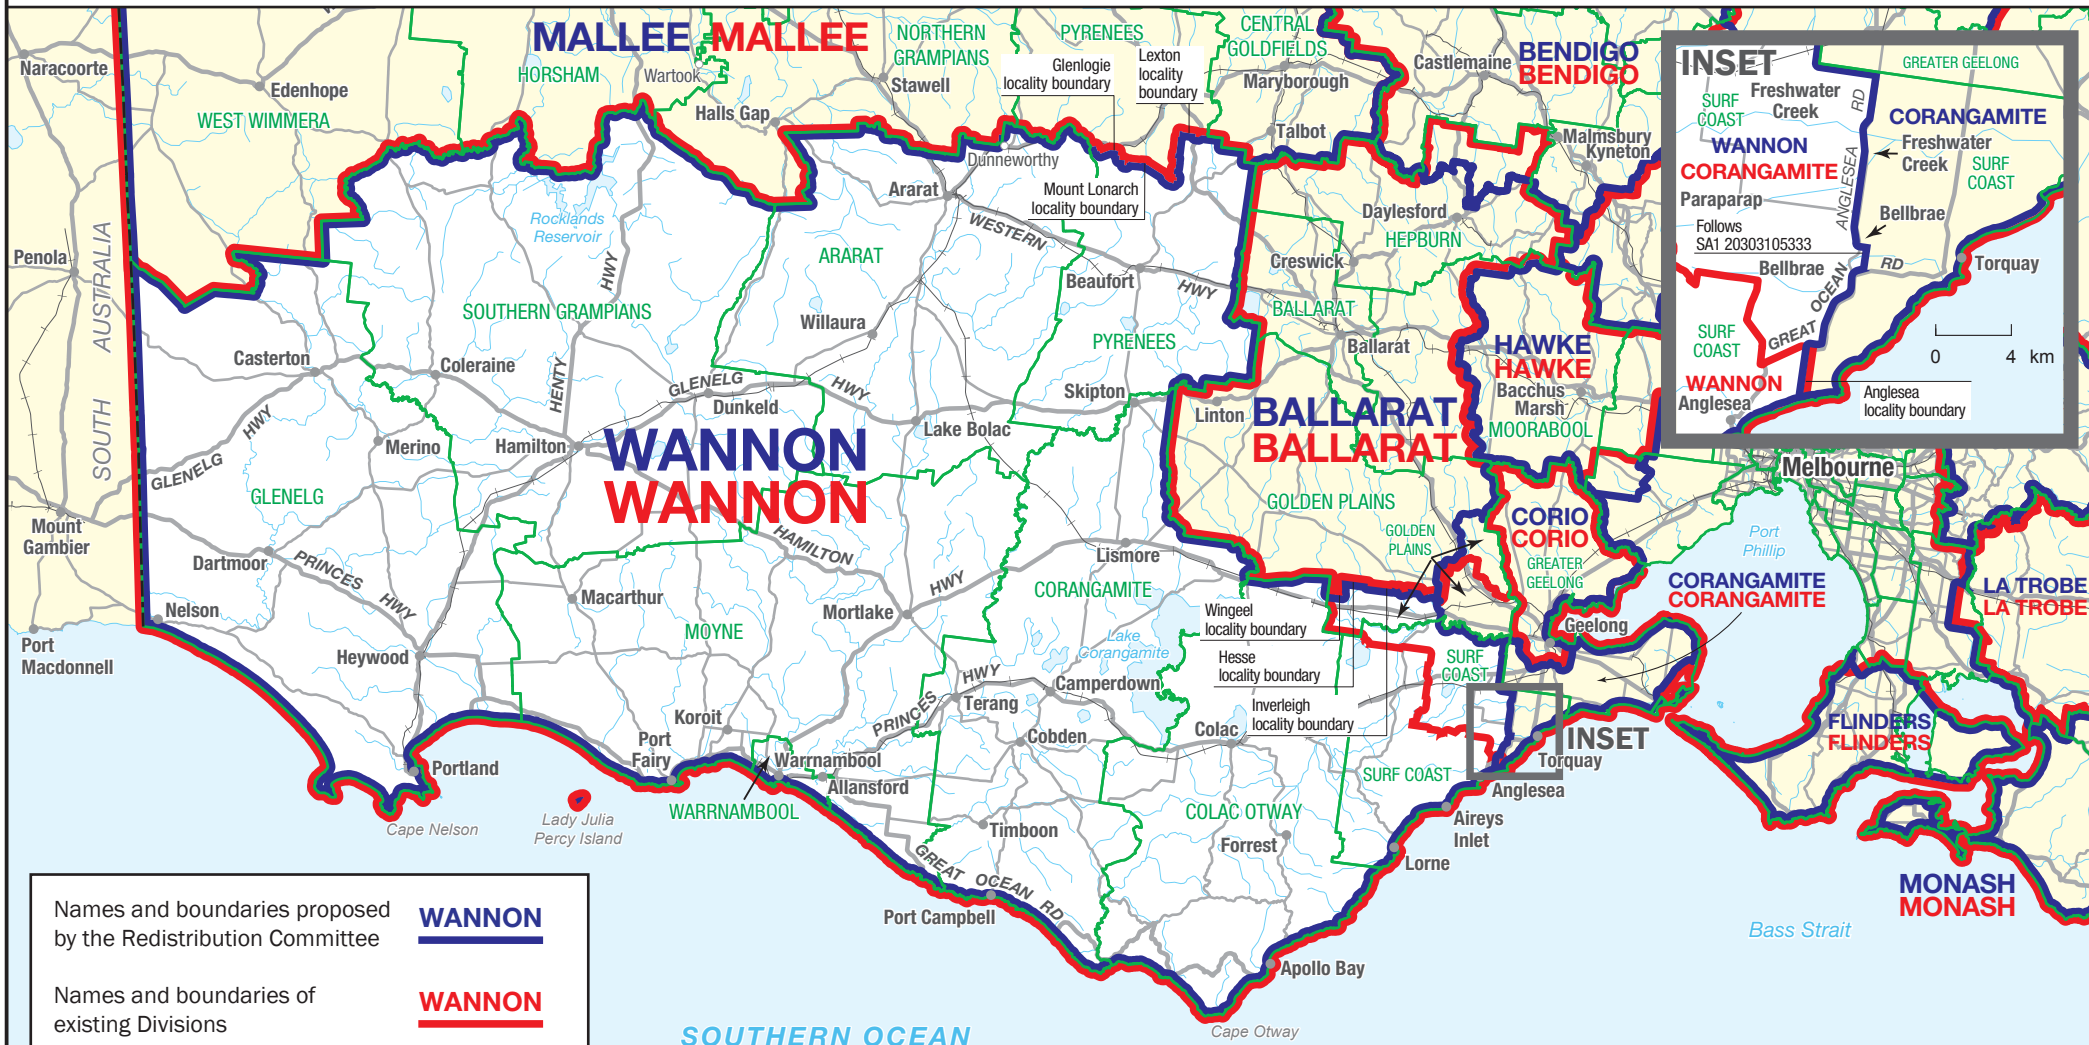 MALLEE MALLEE
NORTHERN
GRAMPIANS
PYRENEES
CENTRAL
GOLDFIELDS
BENDIGO
BENDIGO
Naracoorte
Edenhope
HORSHAM
Wartook
Stawell
Glenlogie
locality boundary
Lexton
locality
boundary
Maryborough
Castlemaine
WEST WIMMERA
Halls Gap
Talbot
Malmsbury
Kyneton
Dunneworthy
Ararat
Mount Lonarch
locality boundary
Rocklands
Reservoir
WESTERN
HWY
Daylesford
HEPBURN
Penola
SOUTH AUSTRALIA
ARARAT
Creswick
Beaufort
SOUTHERN GRAMPIANS
HENTY
HWY
Willaura
PYRENEES
BALLARAT
Ballarat
HAWKE
HAWKE
Casterton
Coleraine
GLENELG
HWY
Dunkeld
Skipton
Linton
Bacchus
Marsh
MOORABOOL
GLENELG
HWY
Merino
Hamilton
Lake Bolac
WANNON
WANNON
BALLARAT
BALLARAT
Melbourne
GLENELG
GOLDEN PLAINS
GOLDEN
PLAINS
CORIO
CORIO
GREATER
GEELONG
Port
Phillip
Mount
Gambier
Dartmoor
PRINCES
HWY
HAMILTON
HWY
Lismore
CORANGAMITE
CORANGAMITE
CORANGAMITE
LA TROBE
LA TROBE
Nelson
Macarthur
Mortlake
MOYNE
Wingeel
locality boundary
Geelong
Port
Macdonnell
Heywood
Lake
Corangamite
Hesse
locality boundary
SURF
COAST
PRINCES
HWY
Camperdown
Terang
Inverleigh
locality boundary
Koroit
Port
Fairy
Cobden
Colac
INSET
FLINDERS
FLINDERS
Portland
Warrnambool
Allansford
SURF COAST
Torquay
Anglesea
WARRNAMBOOL
Cape Nelson
Lady Julia
Percy Island
Timboon
COLAC OTWAY
Forrest
Aireys
Inlet
Lorne
GREAT OCEAN RD
Port Campbell
MONASH
MONASH
Bass Strait
Apollo Bay
Cape Otway
SOUTHERN OCEAN
INSET
GREATER GEELONG
Freshwater
Creek
SURF
COAST
RD
ANGLESEA
CORANGAMITE
WANNON
CORANGAMITE
Freshwater
Creek
SURF
COAST
Paraparap
Bellbrae
Follows
SA1 20303105333
Bellbrae
RD
Torquay
GREAT OCEAN
SURF
COAST
0 4 km
WANNON
Anglesea
Anglesea
locality boundary
Names and boundaries proposed
by the Redistribution Committee
WANNON
Names and boundaries of
existing Divisions
WANNON